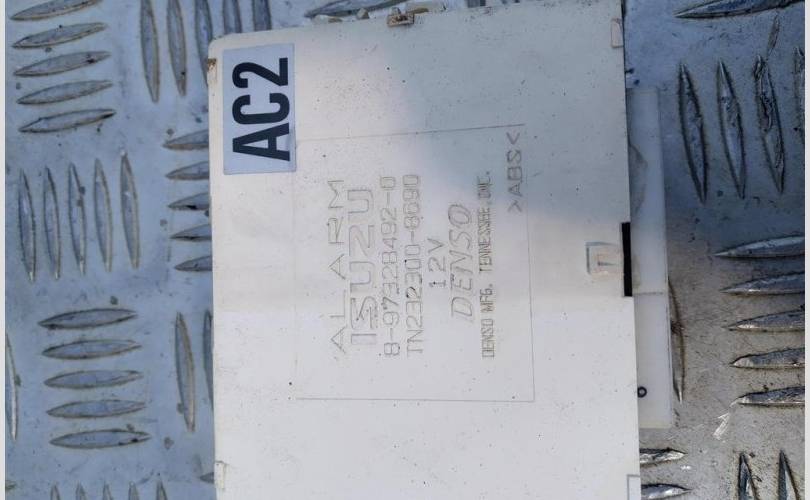 AC2
ALARM
ISUZU
8-97328492-0
TN232300-8690
12V
DENSO
DENSO MFG. TENNESSEE, INC.
>ABS<